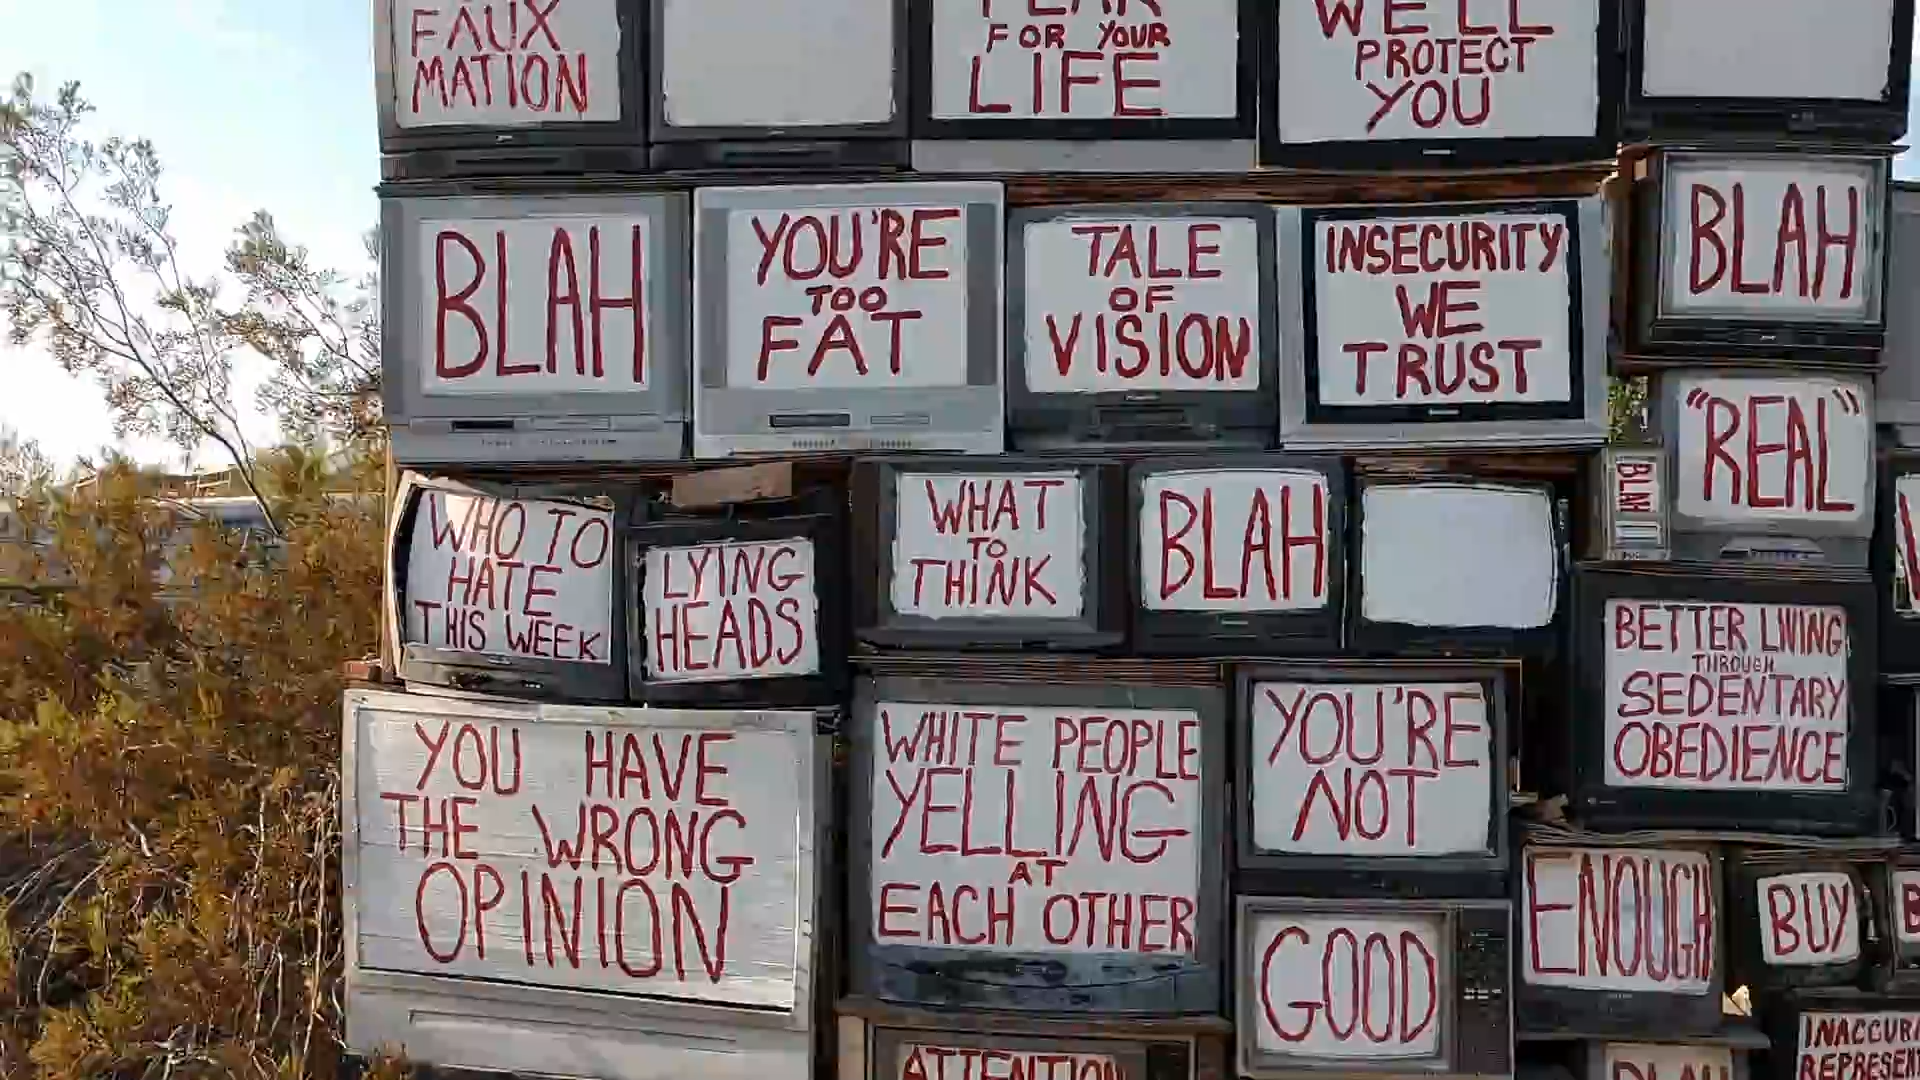 FAUX
MATION
FOR YOUR
LIFE
WE'LL
PROTECT
YOU
BLAH
YOU'RE
TOO
FAT
TALE
OF
VISION
INSECURITY
WE
TRUST
BLAH
"REAL"
BLAH
WHO TO
HATE
THIS WEEK
LYING
HEADS
WHAT
TO
THINK
BLAH
BETTER LIVING
THROUGH
SEDENTARY
OBEDIENCE
YOU HAVE
THE WRONG
OPINION
WHITE PEOPLE
YELLING
AT
EACH OTHER
YOU'RE
NOT
GOOD
ENOUGH
BUY
ATTENTION
BLAH